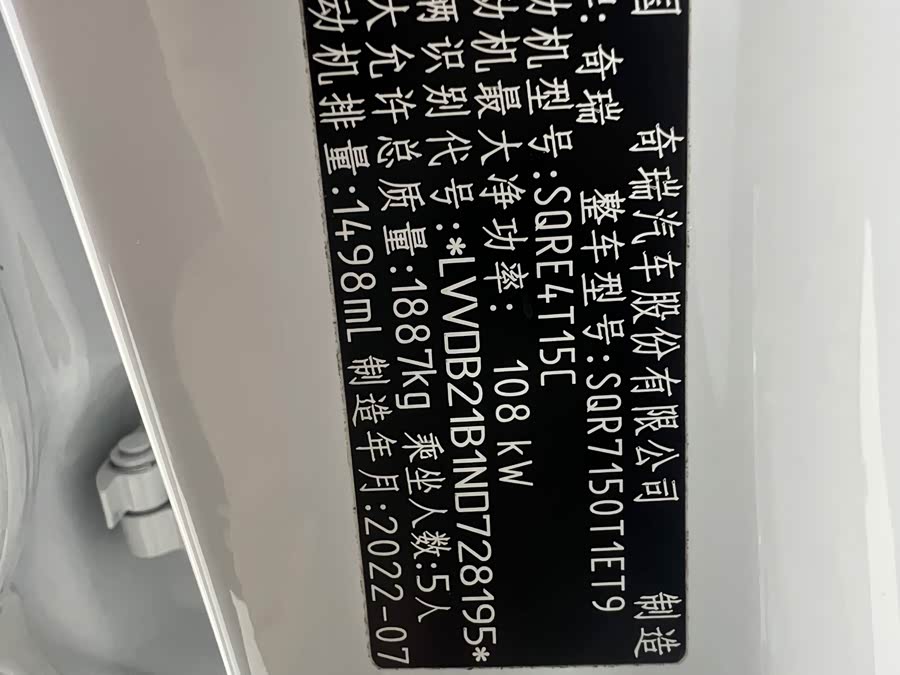 国 奇瑞汽车股份有限公司 制造
: 奇瑞 整车型号:SQR7150T1ET9
动机型号:SQRE4T15C
动机最大净功率: 108 kW
辆识别代号:*LVVDB21B1ND728195*
大允许总质量:1887kg 乘坐人数:5人
动机排量:1498mL 制造年月:2022-07